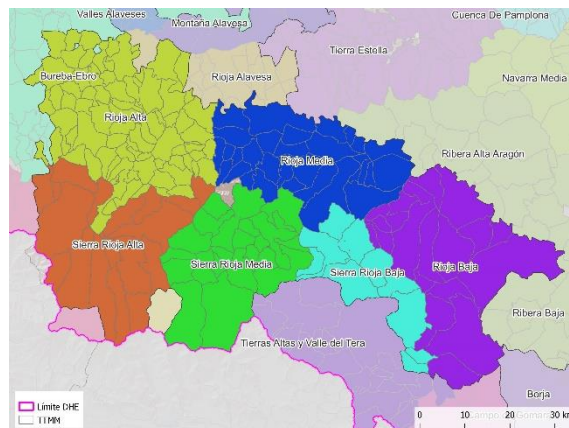 Valles Alaveses
Montaña Alavesa
Cuenca De Pamplona
Tierra Estella
Bureba-Ebro
Rioja Alavesa
Navarra Media
Rioja Alta
Rioja Media
Ribera Alta Aragón
Sierra Rioja Alta
Sierra Rioja Media
Sierra Rioja Baja
Rioja Baja
Ribera Baja
Tierras Altas y Valle del Tera
Borja
Límite DHE
TTMM
0 10 20 30 km